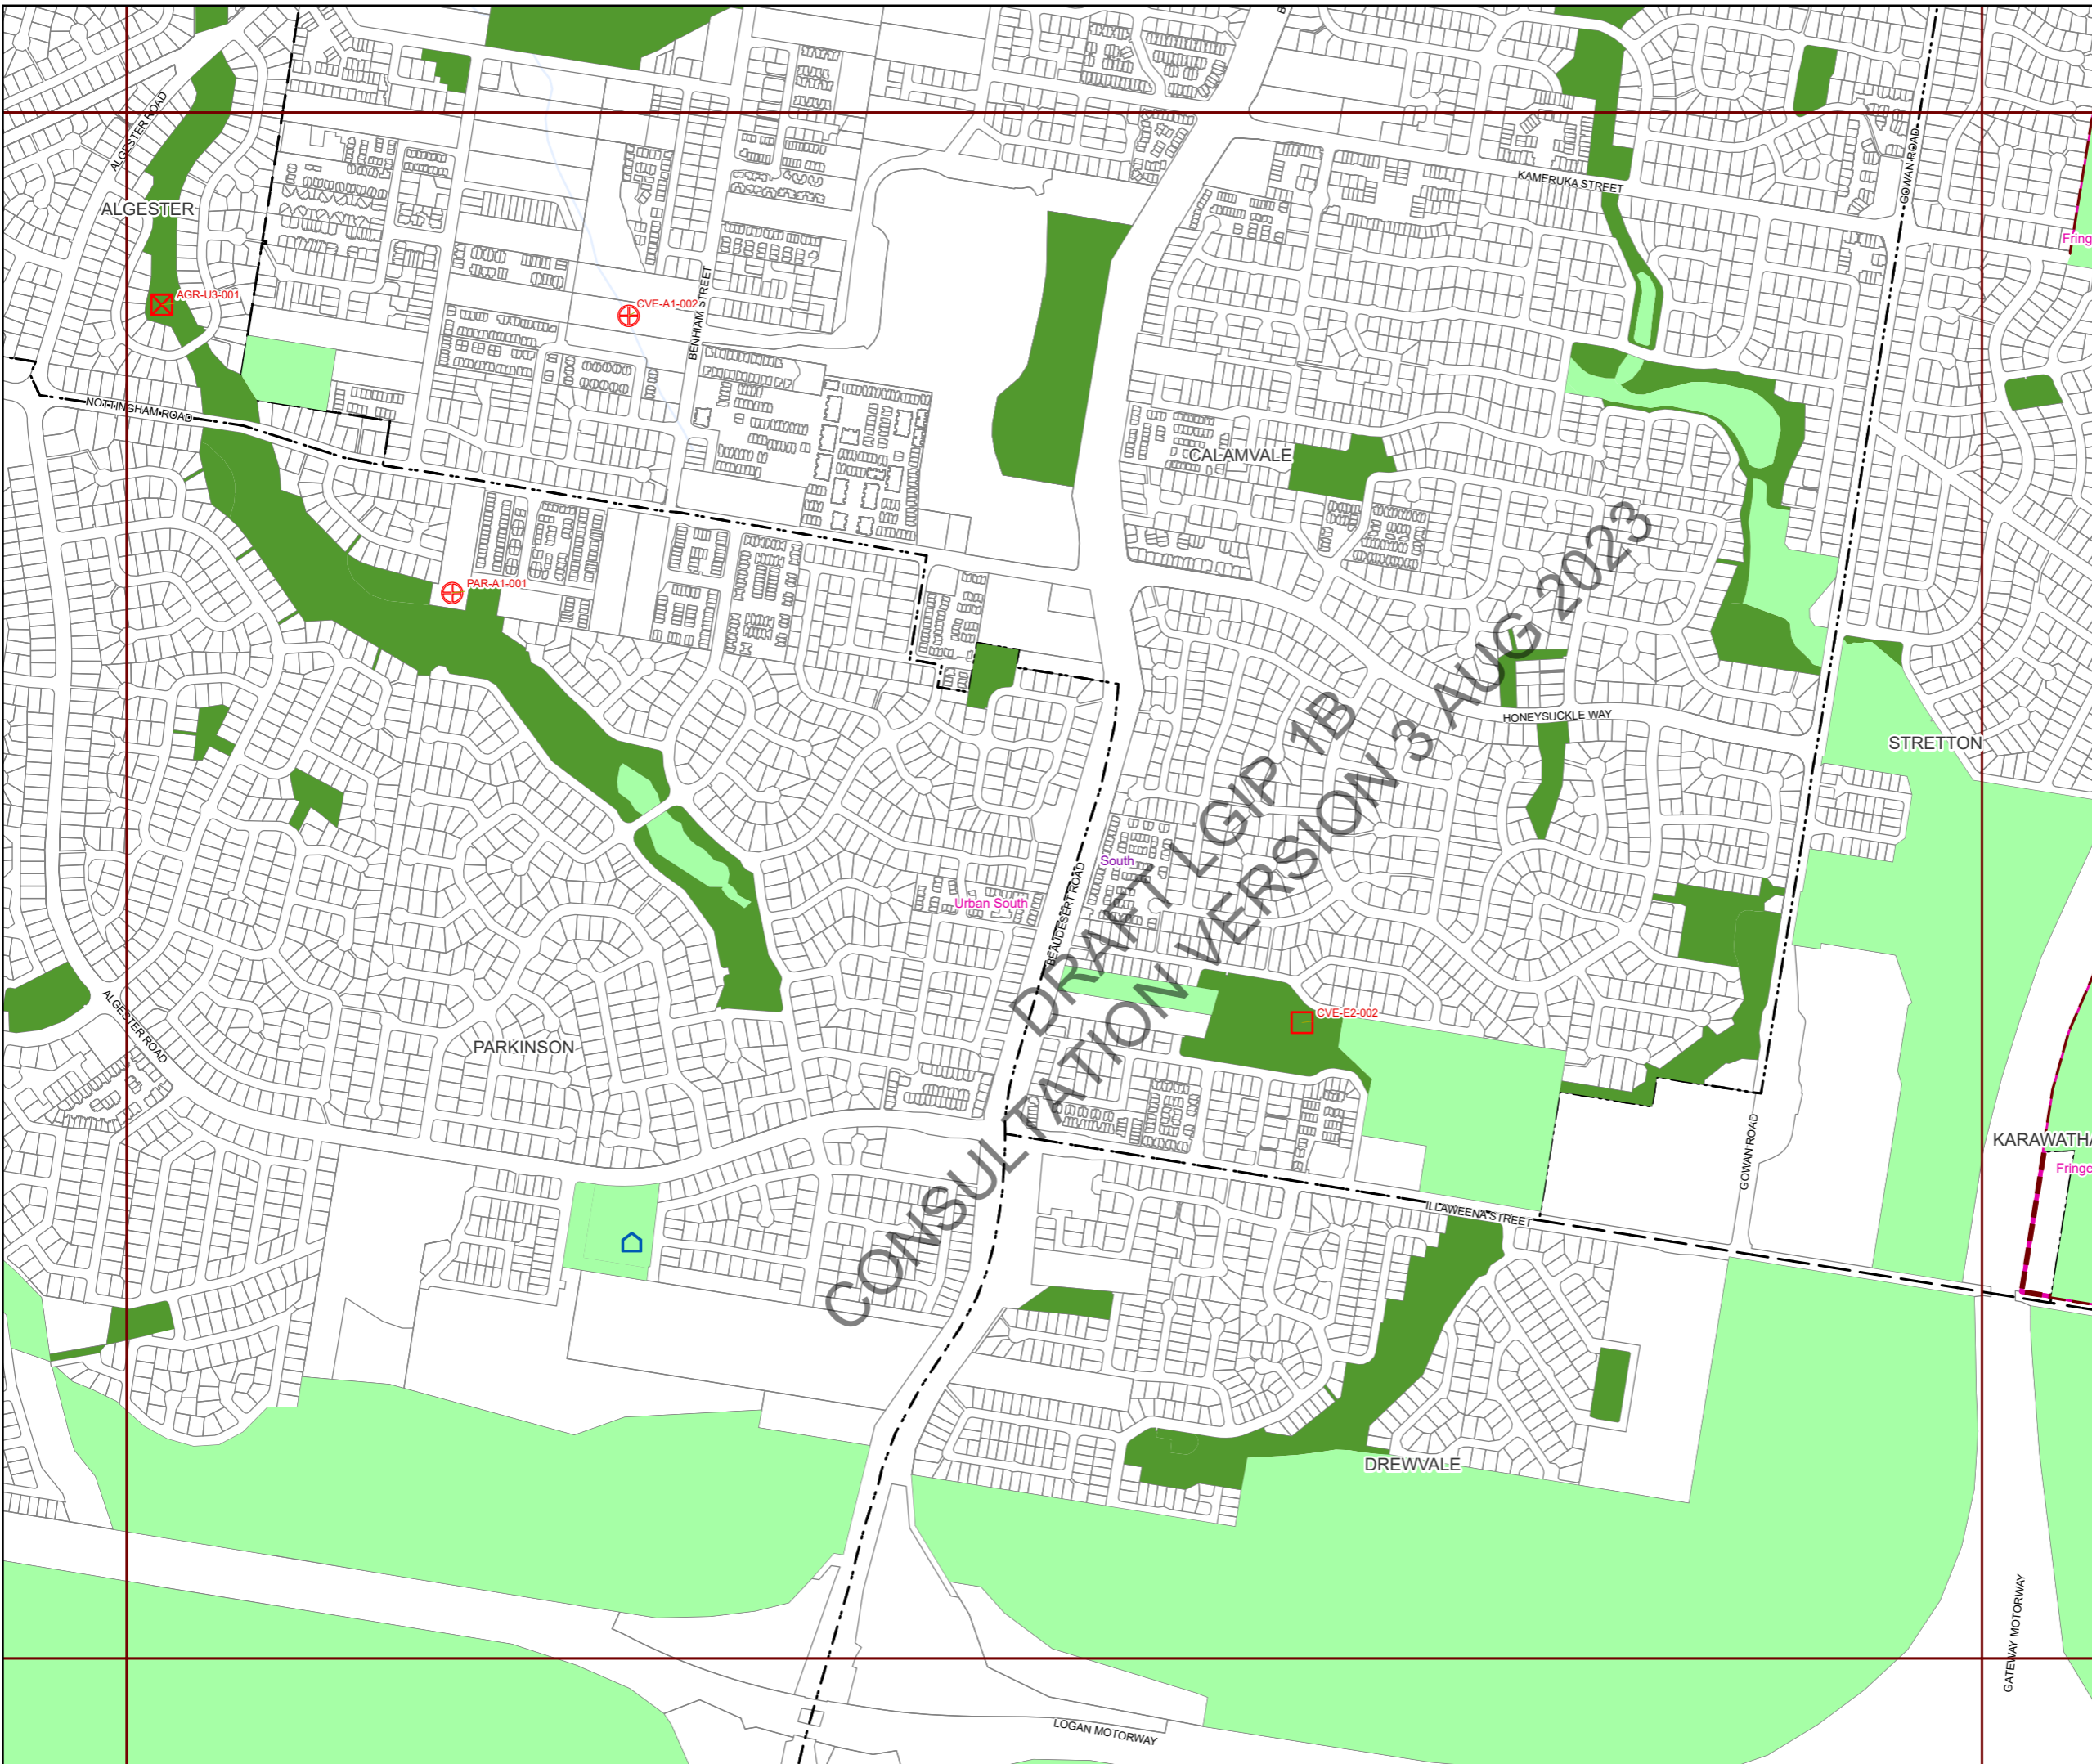 ALGESTER ROAD
GOWAN ROAD
KAMERUKA STREET
ALGESTER
AGR-U3-001
CVE-A1-002
BENHIAM STREET
NOTTINGHAM ROAD
CALAMVALE
PAR-A1-001
HONEYSUCKLE WAY
STRETTON
South
Urban South
BEAUDESERT ROAD
DRAFT LGIP 1B
CONSULTATION VERSION 3 AUG 2023
CVE-E2-002
ALGESTER ROAD
PARKINSON
GOWAN ROAD
KARAWATHA
Fringe
ILLAWEENA STREET
DREWVALE
GATEWAY MOTORWAY
LOGAN MOTORWAY